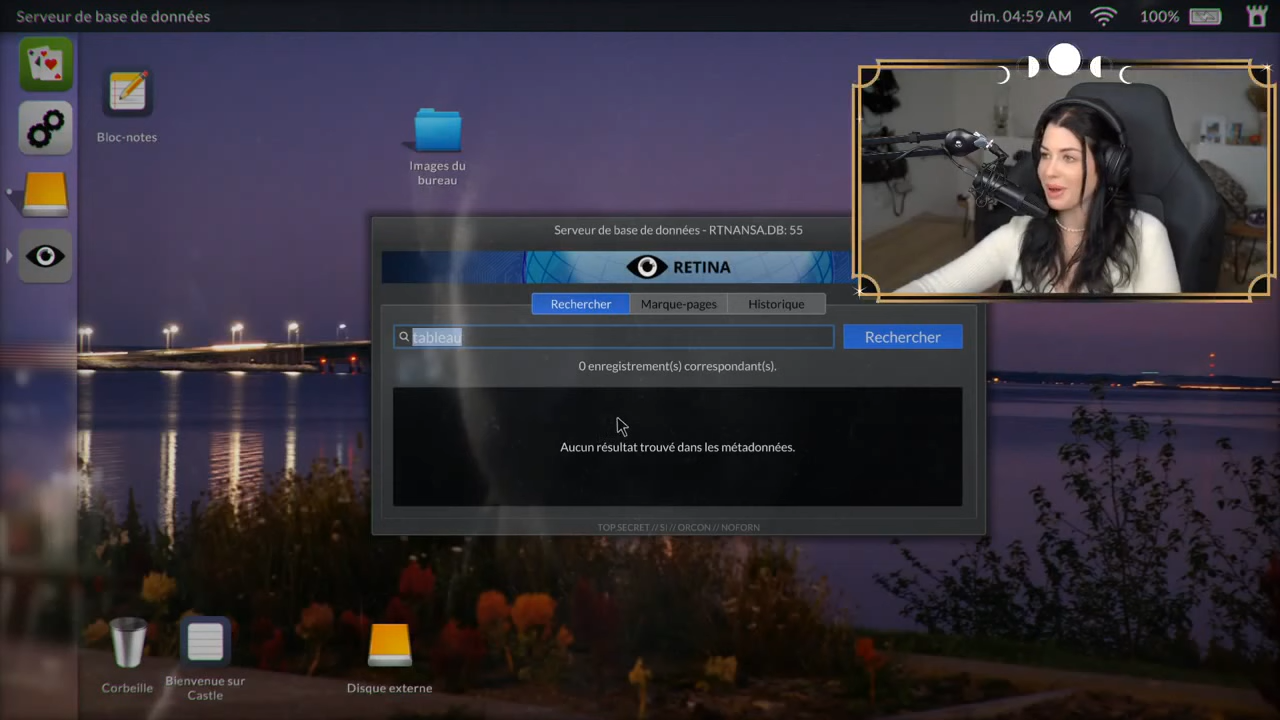 Serveur de base de données
dim. 04:59 AM
100%
Bloc-notes
Images du
bureau
Serveur de base de données - RTNANSA.DB: 55
RETINA
Rechercher
Marque-pages
Historique
tableau
Rechercher
0 enregistrement(s) correspondant(s).
Aucun résultat trouvé dans les métadonnées.
TOP SECRET // SI // ORCON // NOFORN
Corbeille
Bienvenue sur
Castle
Disque externe